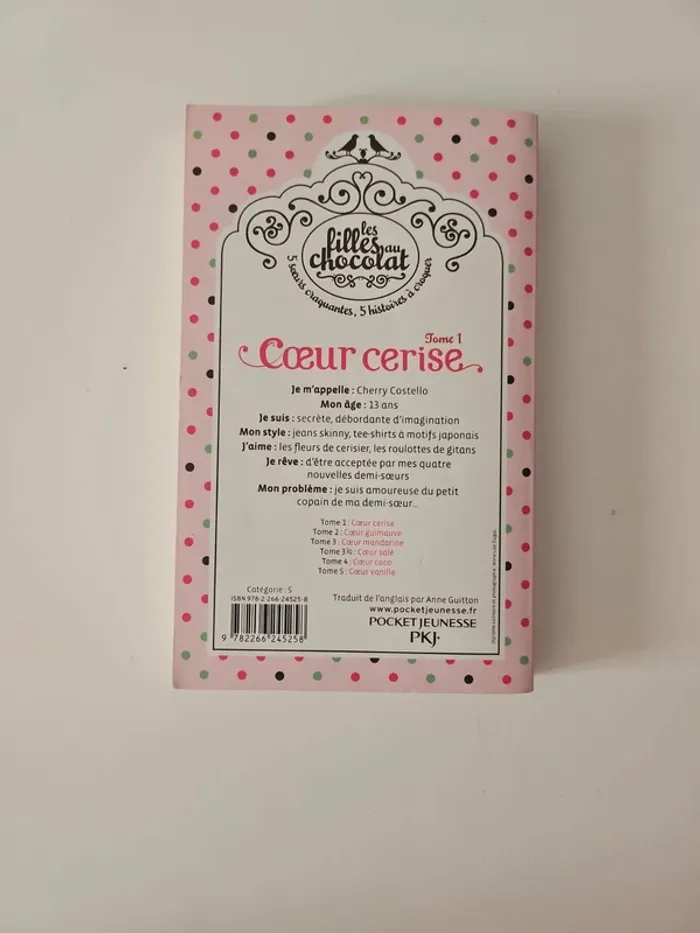 les
filles au
chocolat
5 sœurs craquantes, 5 histoires à croquer
Tome 1
Cœur cerise
Je m'appelle : Cherry Costello
Mon âge : 13 ans
Je suis : secrète, débordante d'imagination
Mon style : jeans skinny, tee-shirts à motifs japonais
J'aime : les fleurs de cerisier, les roulottes de gitans
Je rêve : d'être acceptée par mes quatre
nouvelles demi-sœurs
Mon problème : je suis amoureuse du petit
copain de ma demi-sœur...
Tome 1 : Cœur cerise
Tome 2 : Cœur guimauve
Tome 3 : Cœur mandarine
Tome 3½ : Cœur salé
Tome 4 : Cœur coco
Tome 5 : Cœur vanille
Catégorie : S
ISBN 978-2-266-24525-8
9 782266 245258
Traduit de l'anglais par Anne Guitton
www.pocketjeunesse.fr
POCKET JEUNESSE
PKJ·